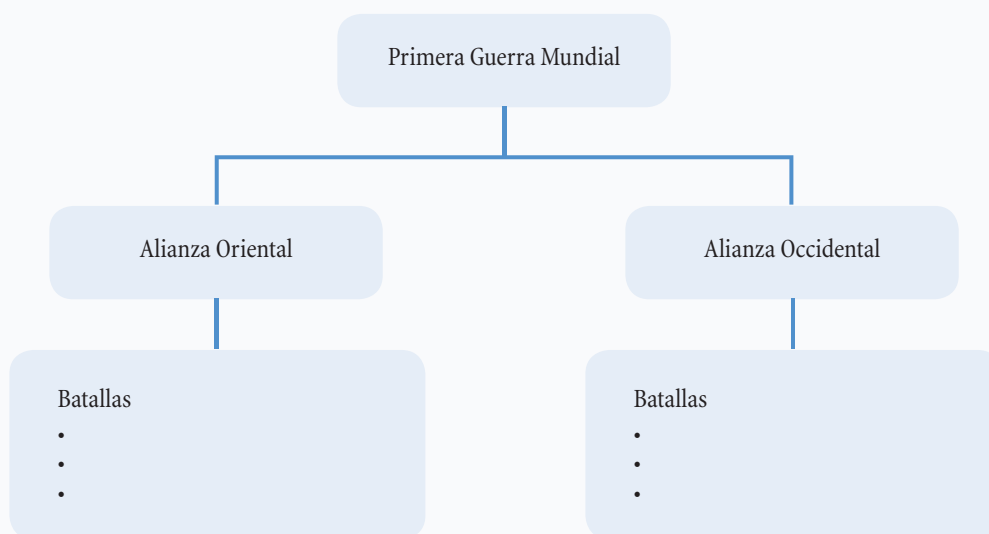 Primera Guerra Mundial
Alianza Oriental
Alianza Occidental
Batallas
•
•
•
Batallas
•
•
•